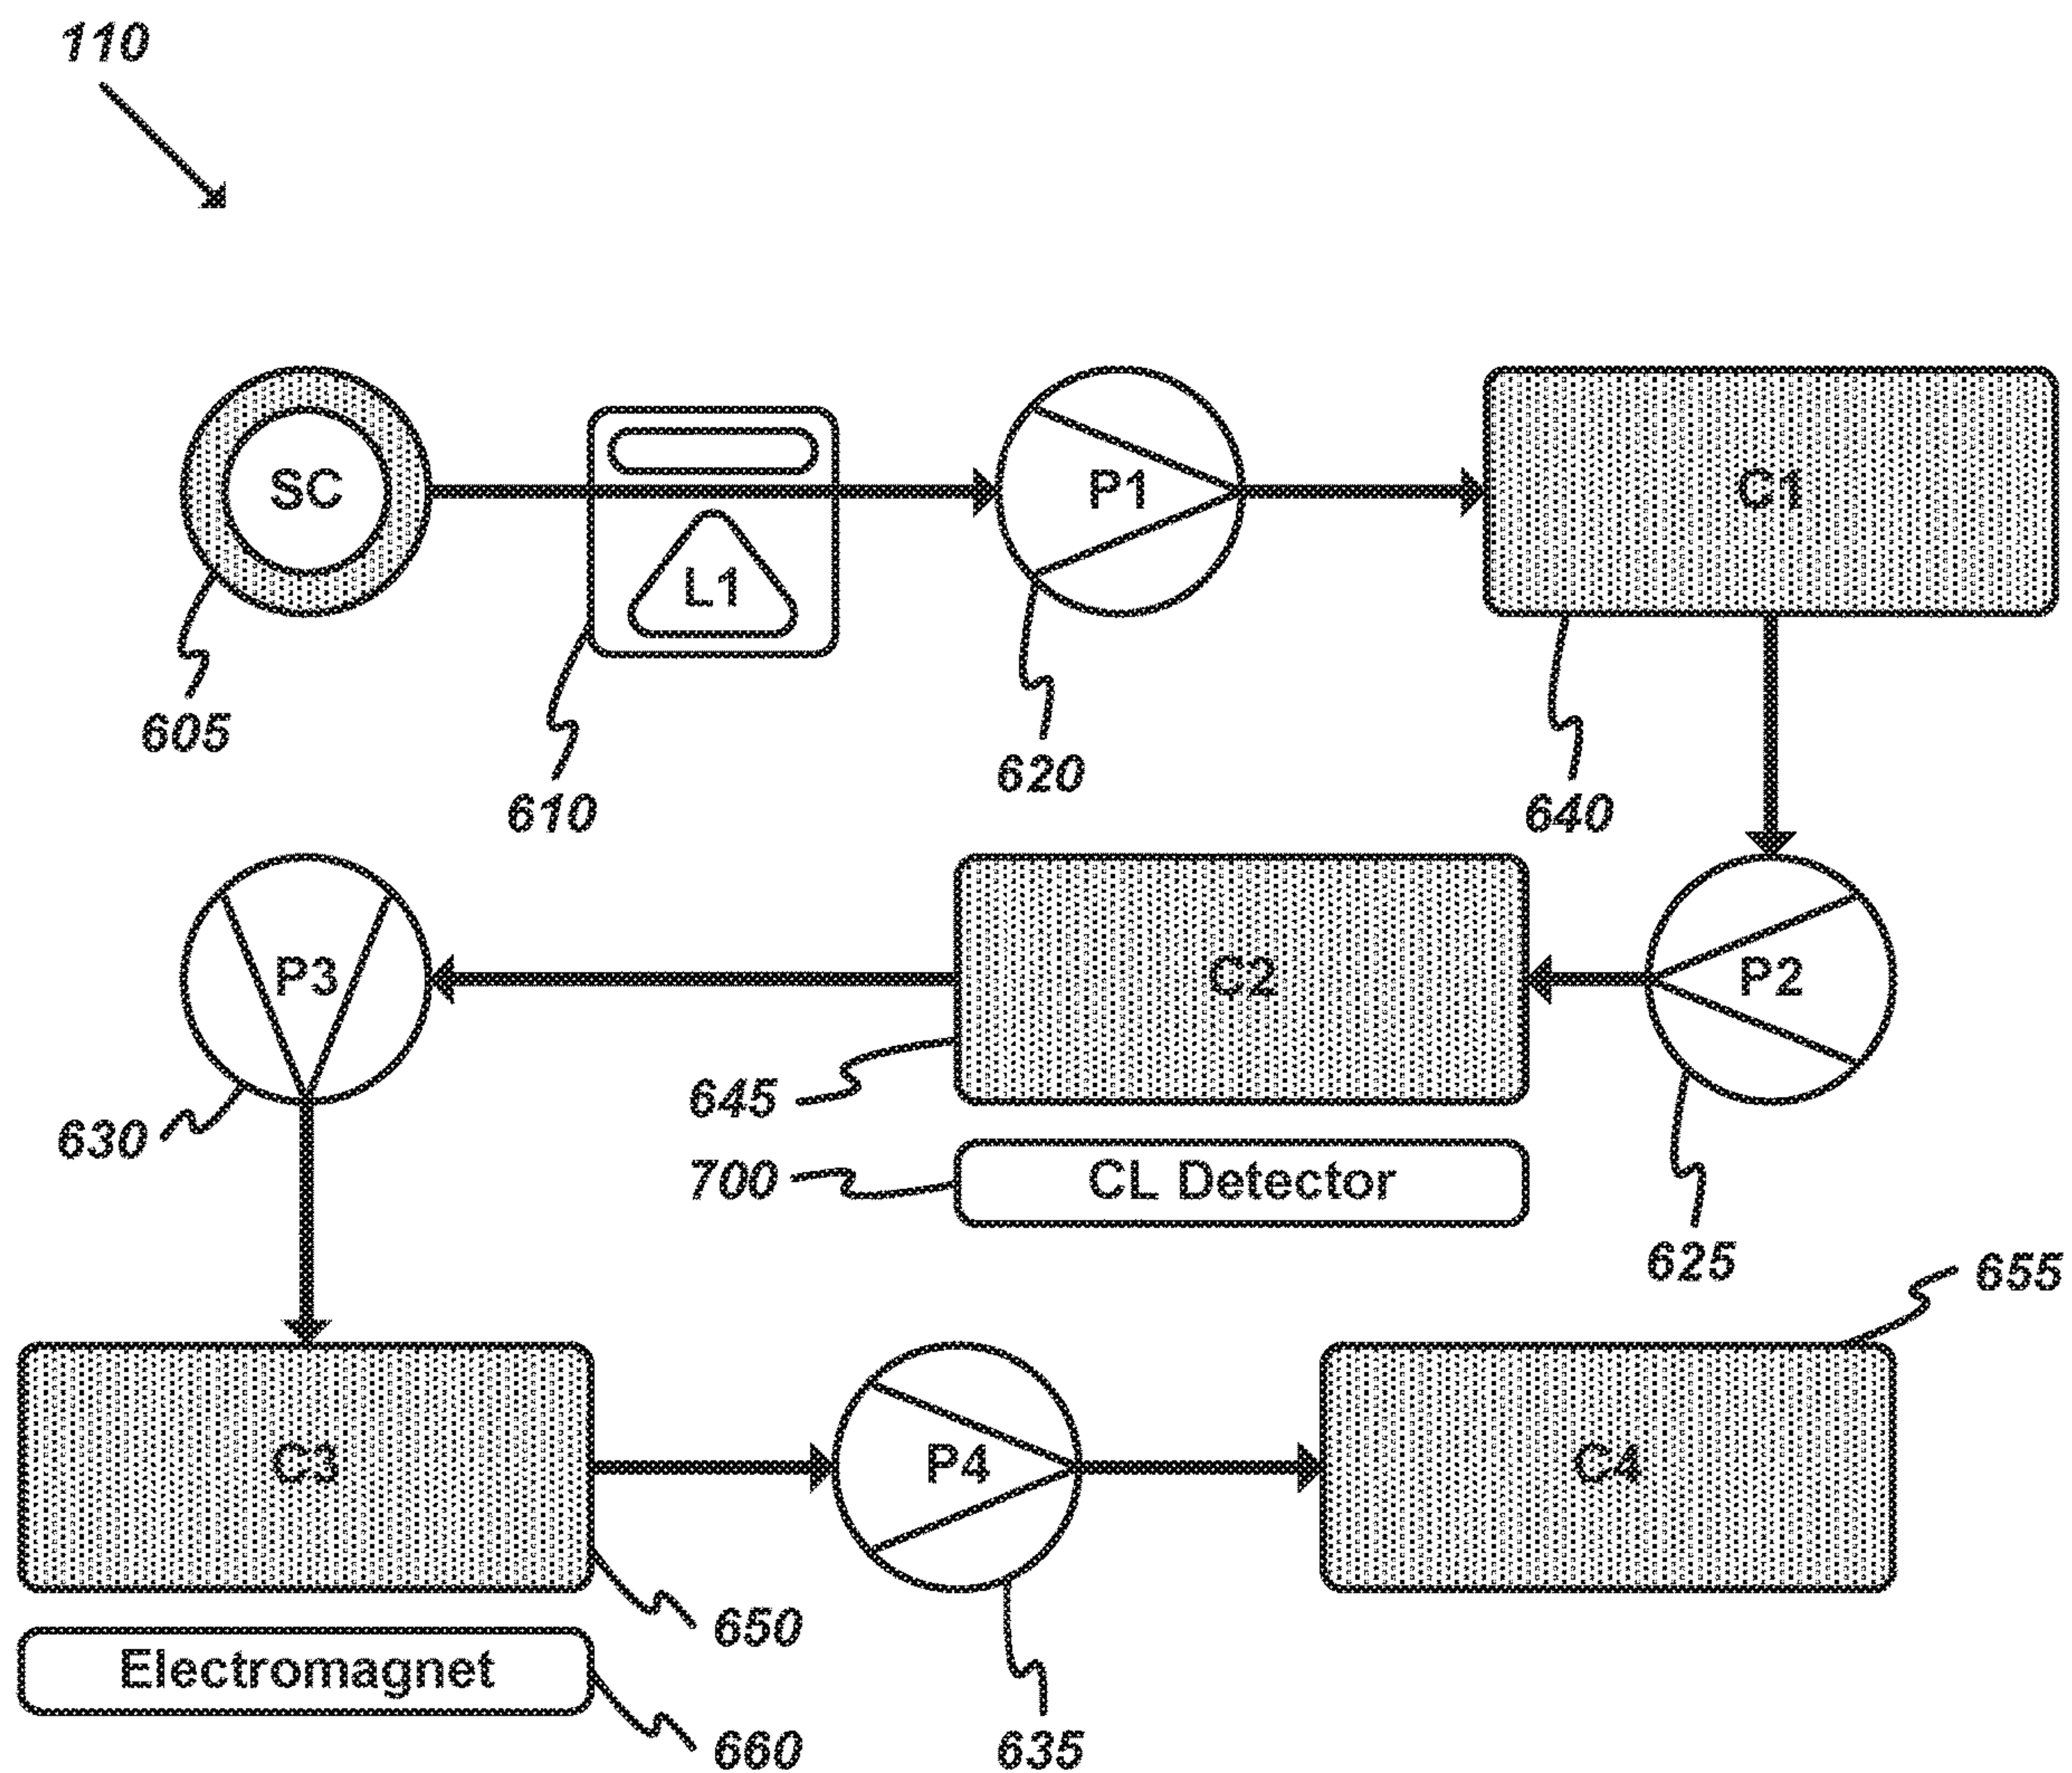 110
SC
L1
P1
C1
605
610
620
640
P3
C2
P2
630
645
700
CL Detector
625
655
C3
P4
C4
650
Electromagnet
660
635